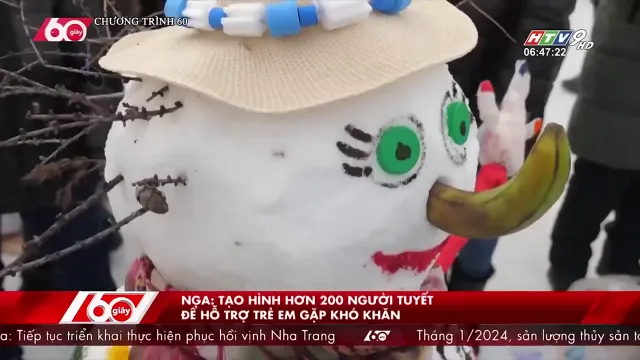 60 giây
CHƯƠNG TRÌNH 60
HTV9 HD
06:47:22
60 giây
NGA: TẠO HÌNH HƠN 200 NGƯỜI TUYẾT
ĐỂ HỖ TRỢ TRẺ EM GẶP KHÓ KHĂN
a: Tiếp tục triển khai thực hiện phục hồi vịnh Nha Trang 60 giây Tháng 1/2024, sản lượng thủy sản t